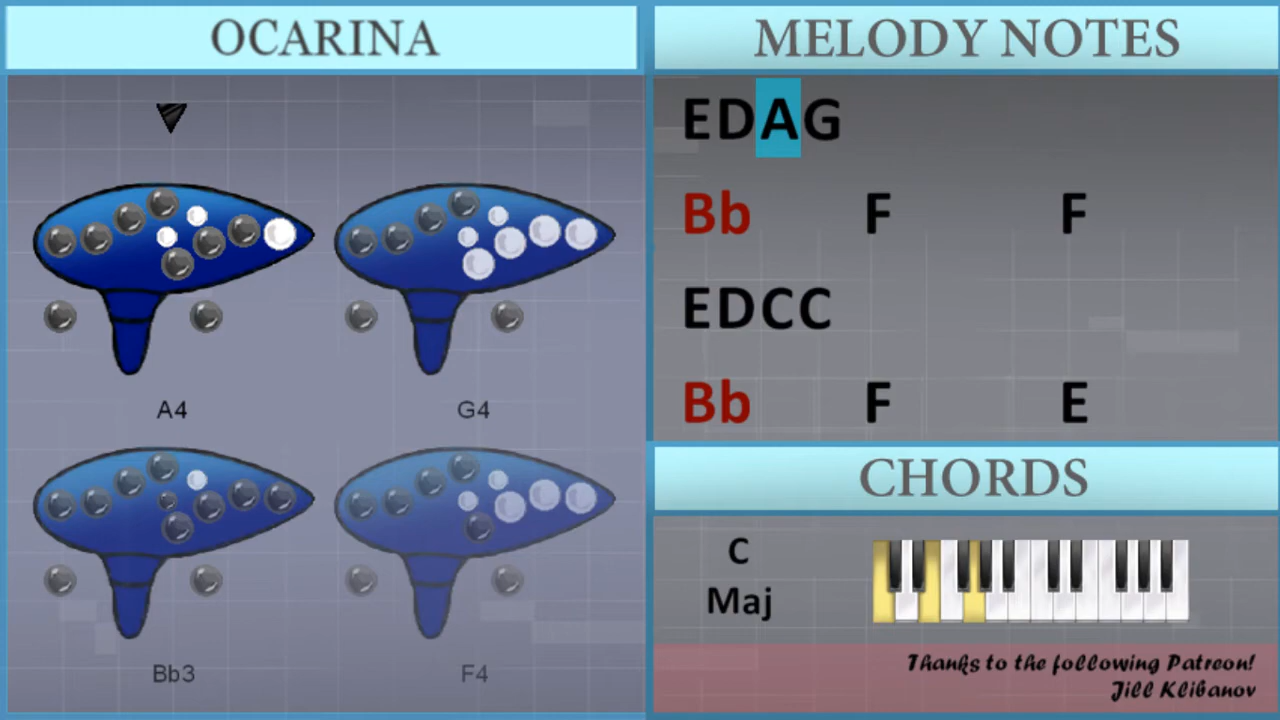 OCARINA
A4 G4
Bb3 F4
MELODY NOTES
EDAG
Bb F F
EDCC
Bb F E
CHORDS
C
Maj
Thanks to the following Patreon!
Jill Klibanov